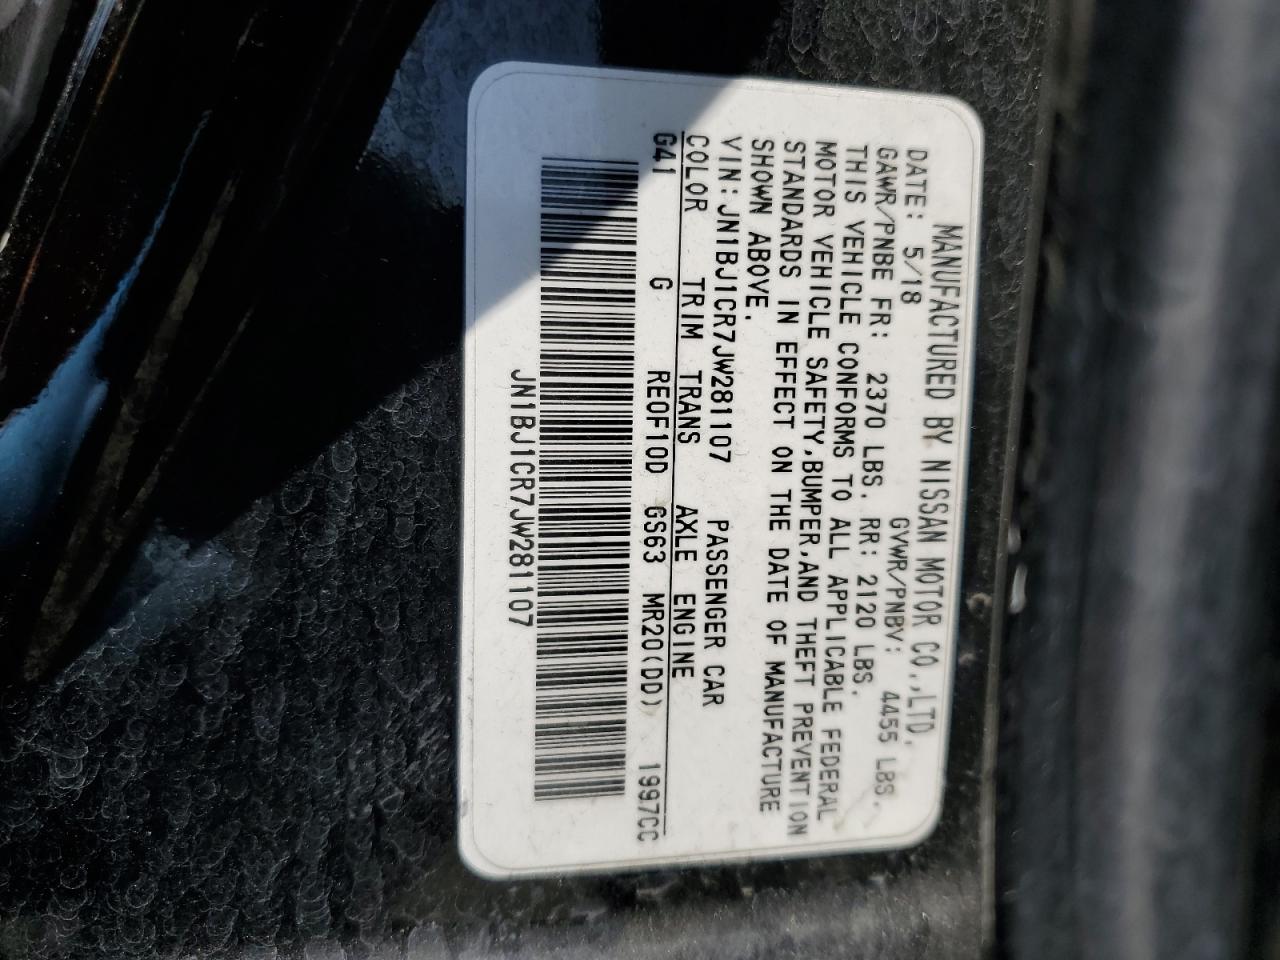 MANUFACTURED BY NISSAN MOTOR CO.,LTD.
DATE: 5/18 GVWR/PNBV: 4455 LBS.
GAWR/PNBE FR: 2370 LBS. RR: 2120 LBS.
THIS VEHICLE CONFORMS TO ALL APPLICABLE FEDERAL
MOTOR VEHICLE SAFETY,BUMPER,AND THEFT PREVENTION
STANDARDS IN EFFECT ON THE DATE OF MANUFACTURE
SHOWN ABOVE.
VIN:JN1BJ1CR7JW281107 PASSENGER CAR
COLOR TRIM TRANS AXLE ENGINE
G41 G RE0F10D GS63 MR20(DD) 1997CC
JN1BJ1CR7JW281107